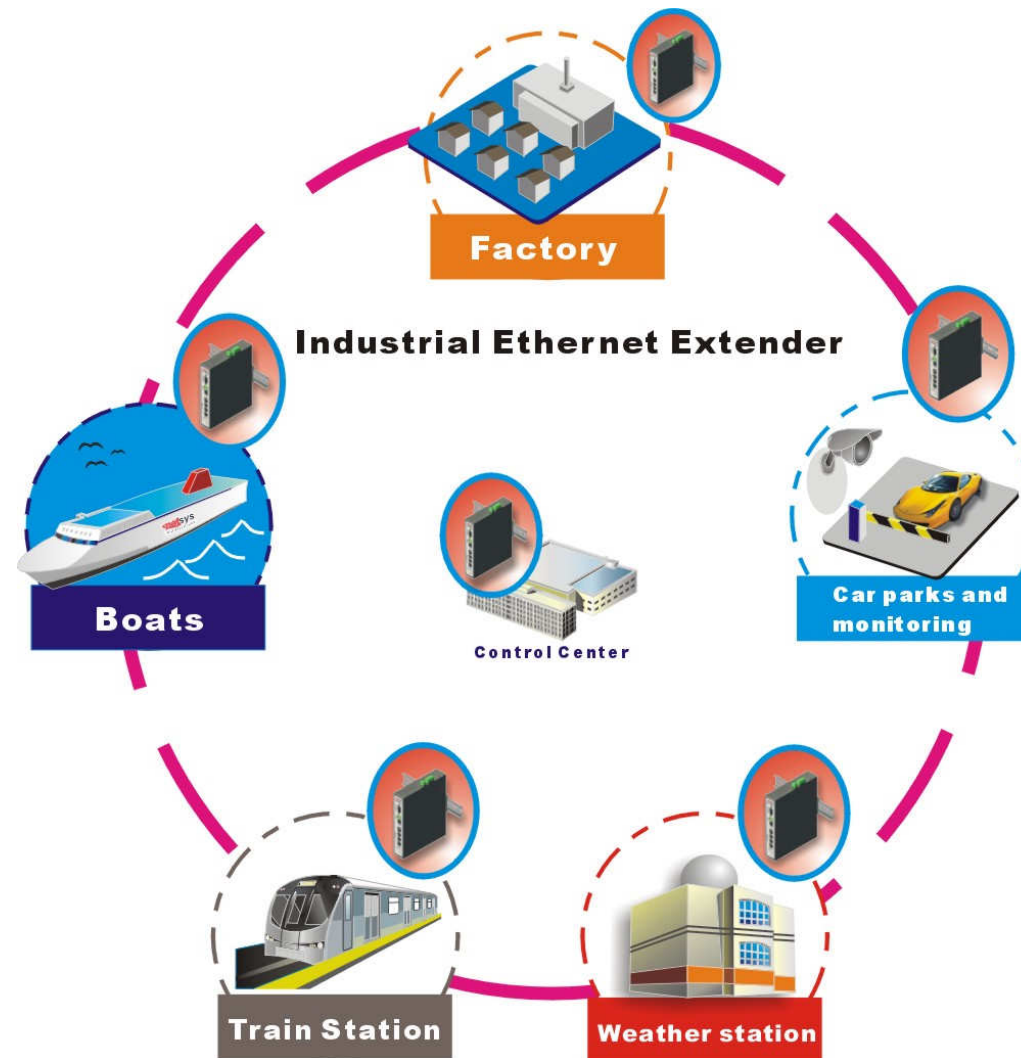 Factory
Industrial Ethernet Extender
Boats
Car parks and
monitoring
Control Center
Train Station
Weather station